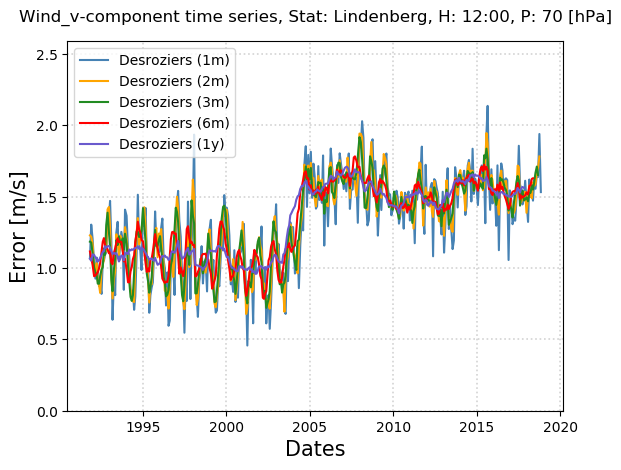 Wind_v-component time series, Stat: Lindenberg, H: 12:00, P: 70 [hPa]
Desroziers (1m)
Desroziers (2m)
Desroziers (3m)
Desroziers (6m)
Desroziers (1y)
Error [m/s]
2.5
2.0
1.5
1.0
0.5
0.0
1995 2000 2005 2010 2015 2020
Dates